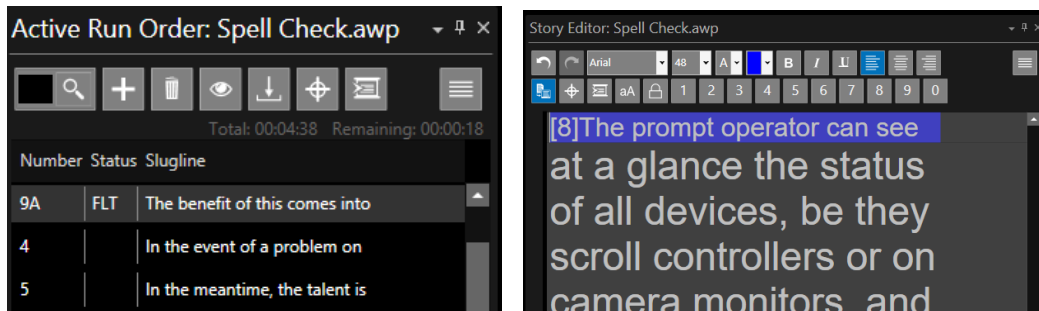 Active Run Order: Spell Check.awp
Total: 00:04:38 Remaining: 00:00:18
Number Status Slugline
9A FLT The benefit of this comes into
4 In the event of a problem on
5 In the meantime, the talent is
Story Editor: Spell Check.awp
Arial 48 A B I U
aA 1 2 3 4 5 6 7 8 9 0
[8]The prompt operator can see
at a glance the status
of all devices, be they
scroll controllers or on
camera monitors, and